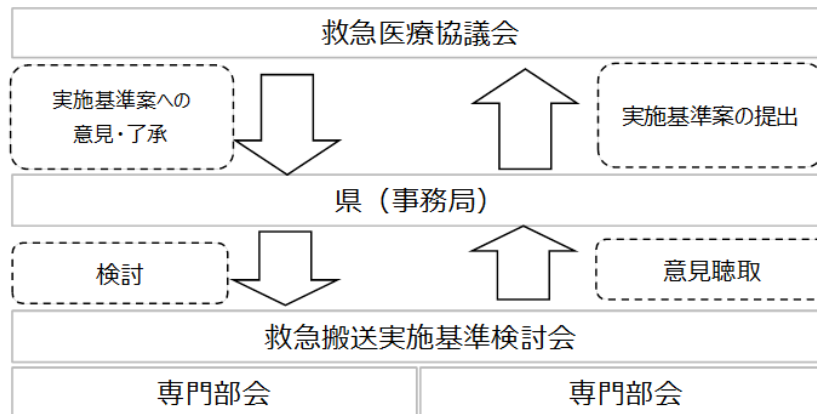 救急医療協議会
実施基準案への
意見・了承
実施基準案の提出
県（事務局）
検討
意見聴取
救急搬送実施基準検討会
専門部会
専門部会